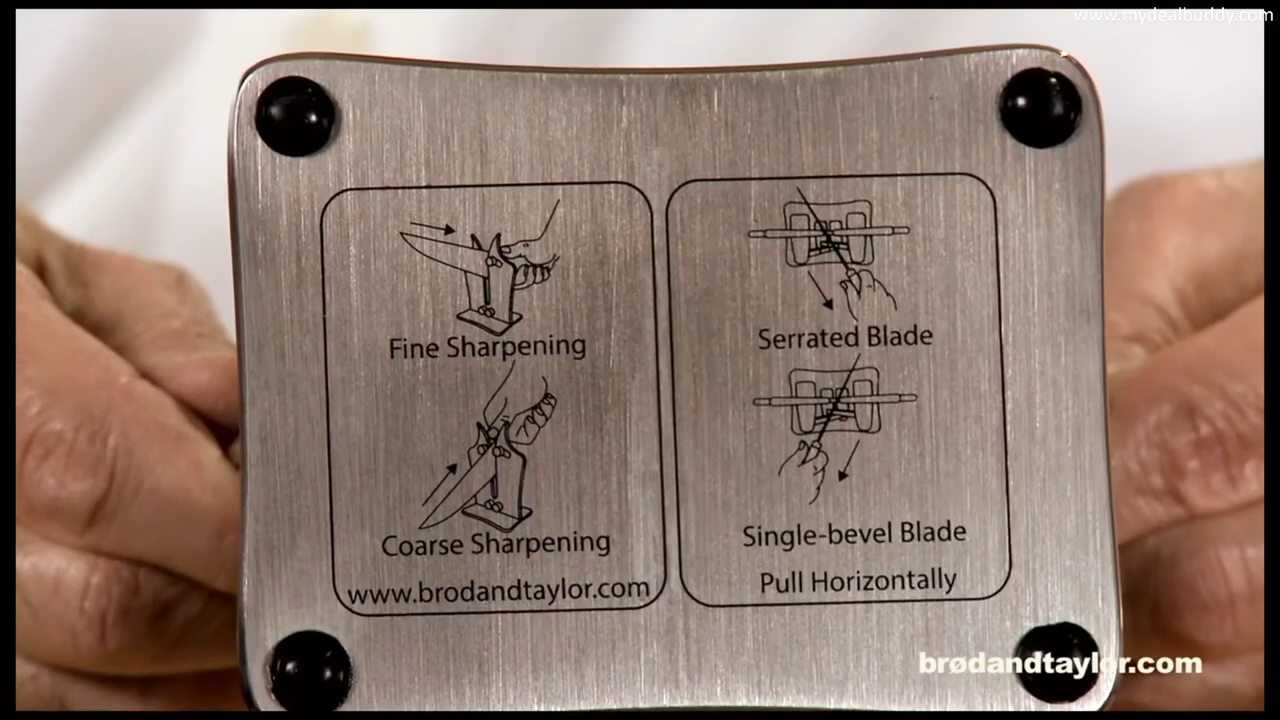 www.mydealbuddy.com
Fine Sharpening
Coarse Sharpening
www.brodandtaylor.com
Serrated Blade
Single-bevel Blade
Pull Horizontally
brødandtaylor.com